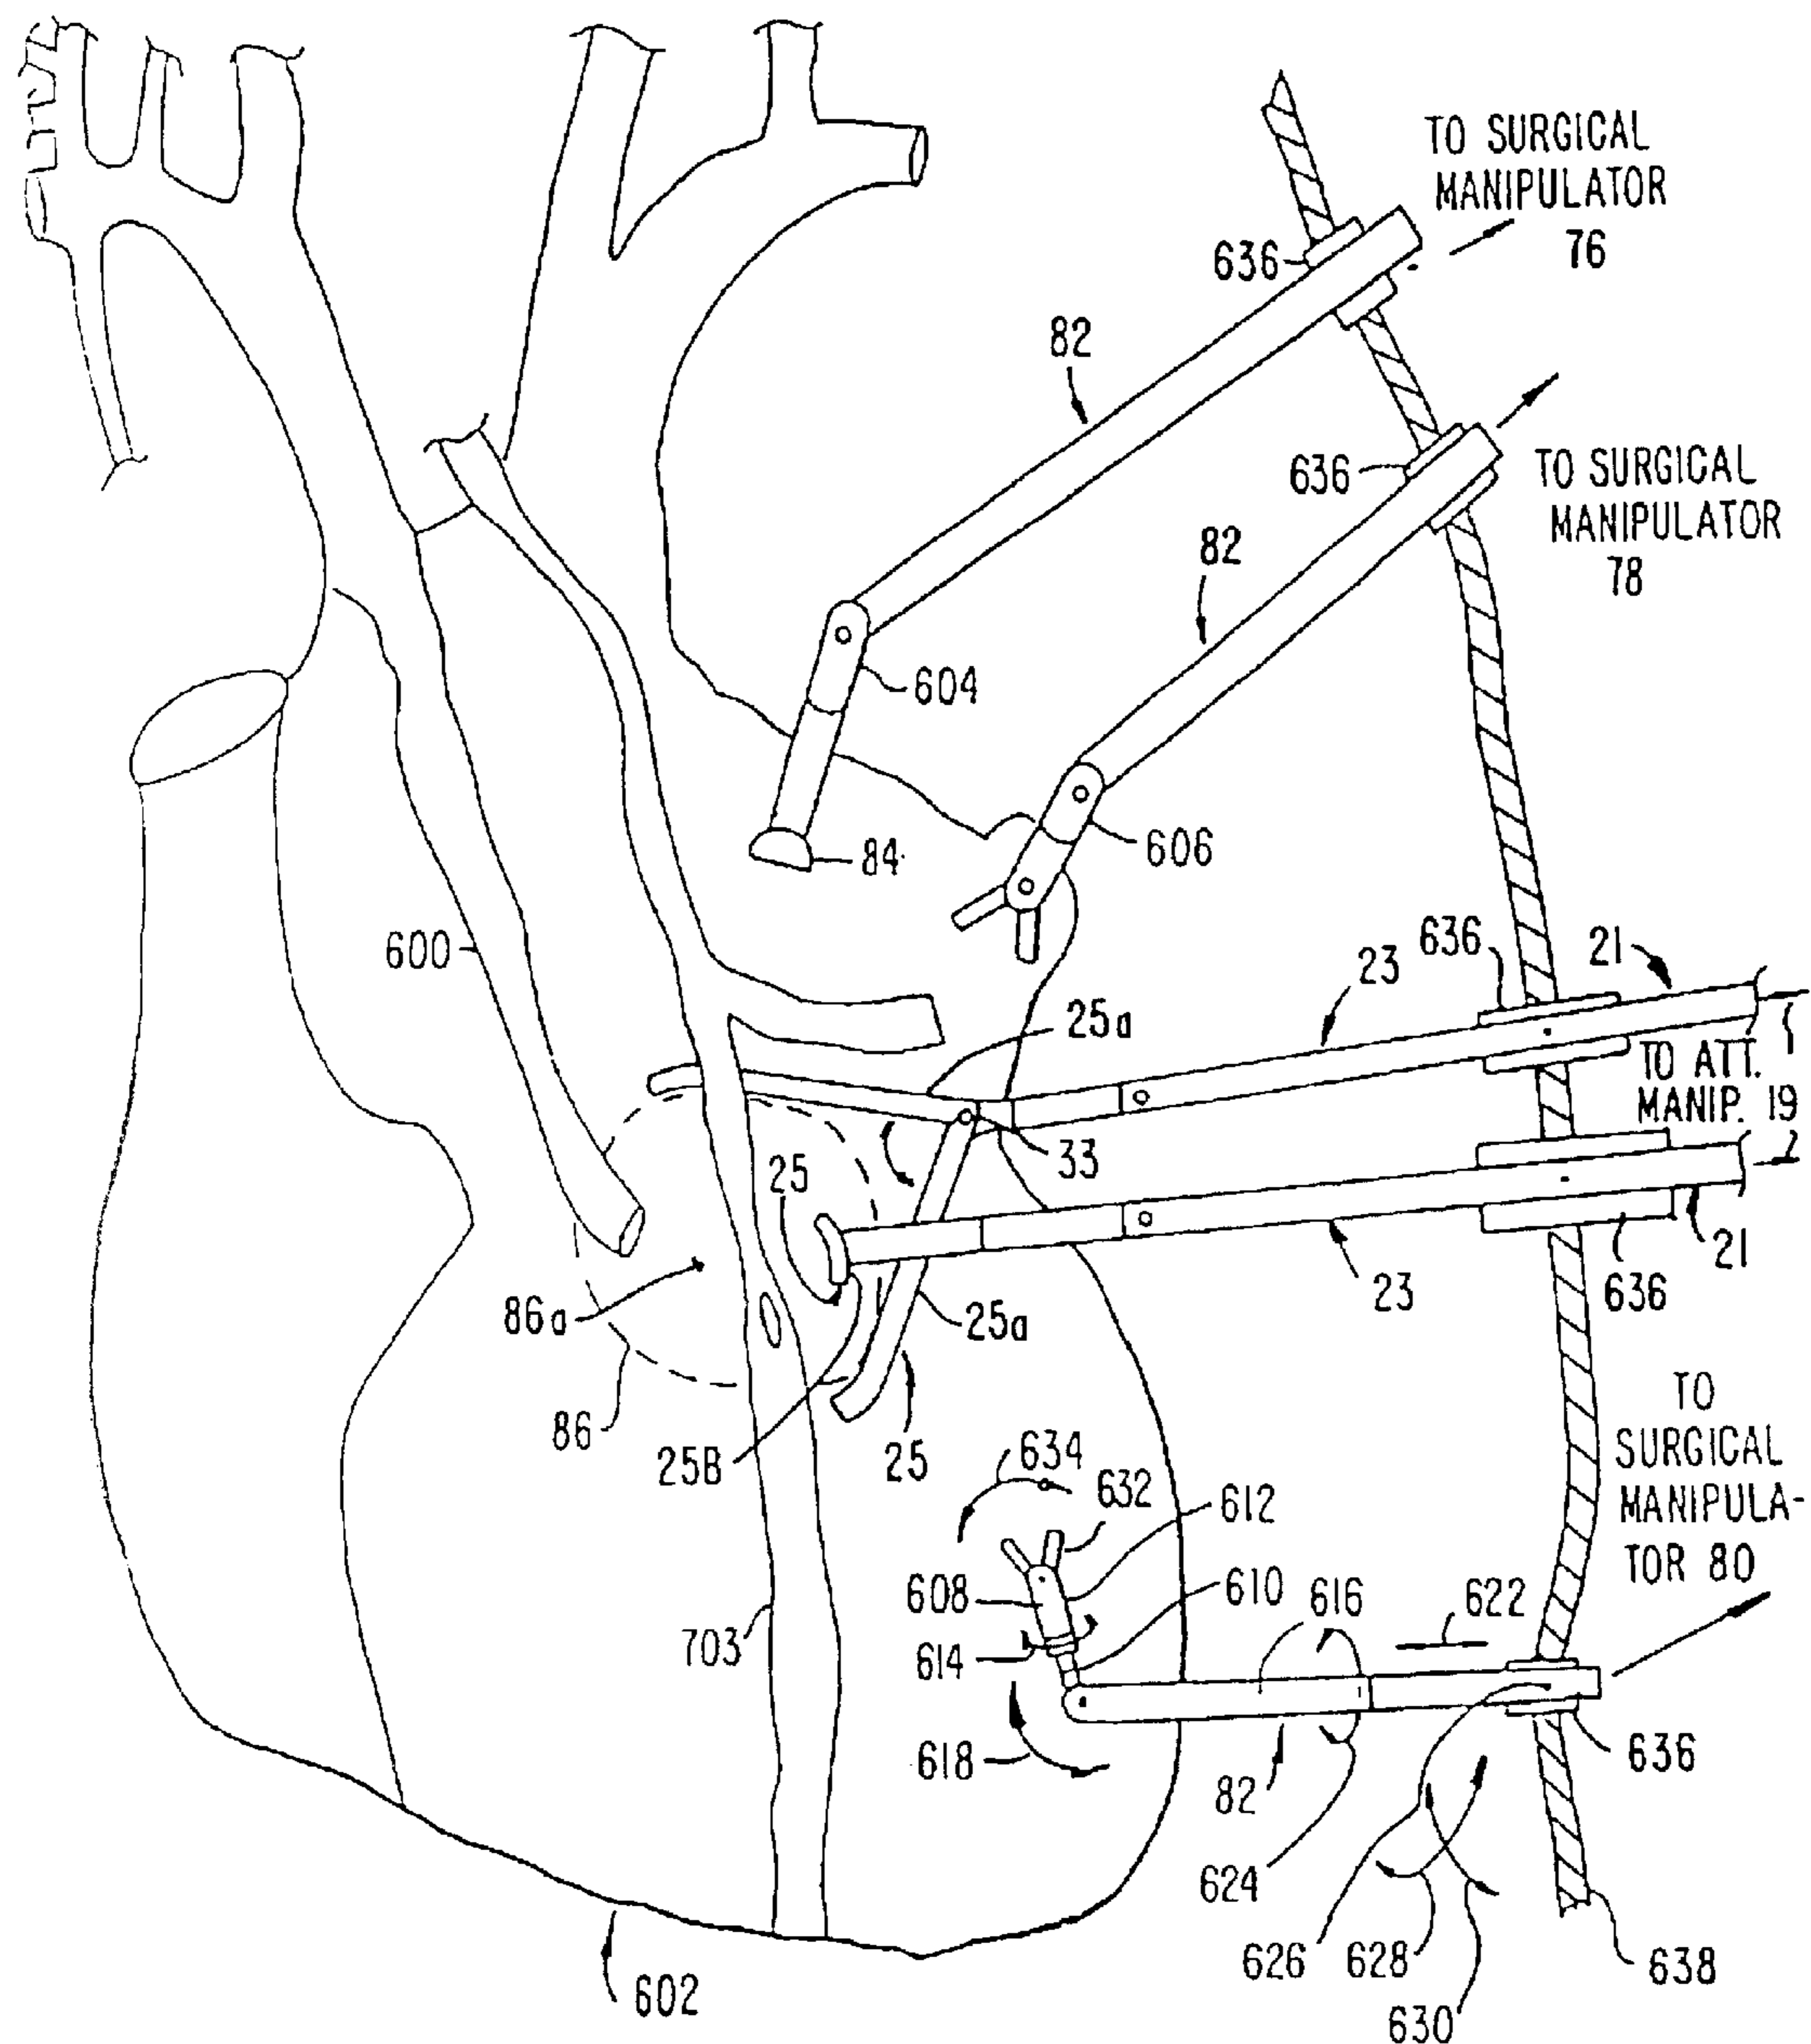 TO SURGICAL
MANIPULATOR
76
636
82
636
TO SURGICAL
MANIPULATOR
78
82
604
84
606
600
636
21
23
25a
TO ATT.
MANIP. 19
33
25
21
636
23
86a
25a
86
25B
25
TO
SURGICAL
MANIPULA-
TOR 80
634
632
612
608
610
616
622
703
614
618
636
82
624
626
628
638
602
630